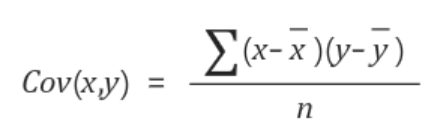 Cov(x,y) = ∑(x–x̄)(y–ȳ) / n